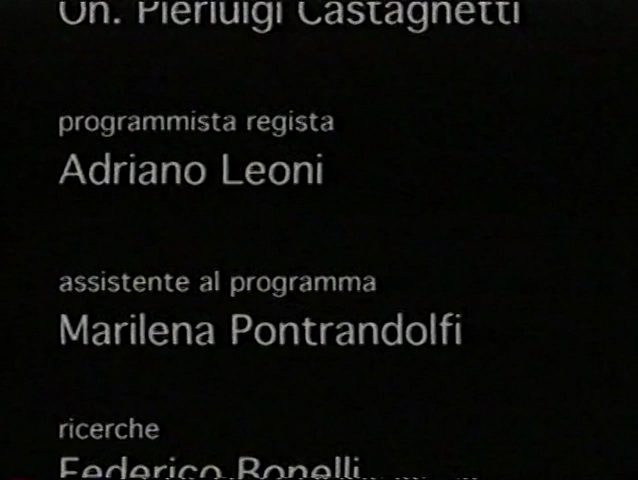 On. Pierluigi Castagnetti
programmista regista
Adriano Leoni
assistente al programma
Marilena Pontrandolfi
ricerche
Federico Bonelli